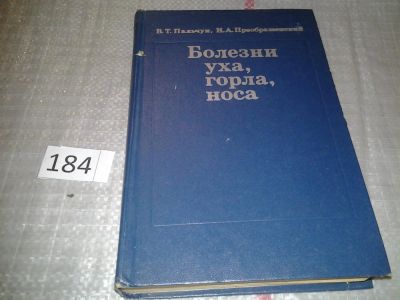 В. Т. Пальчун, Н. А. Преображенский
Болезни
уха,
горла,
носа
184